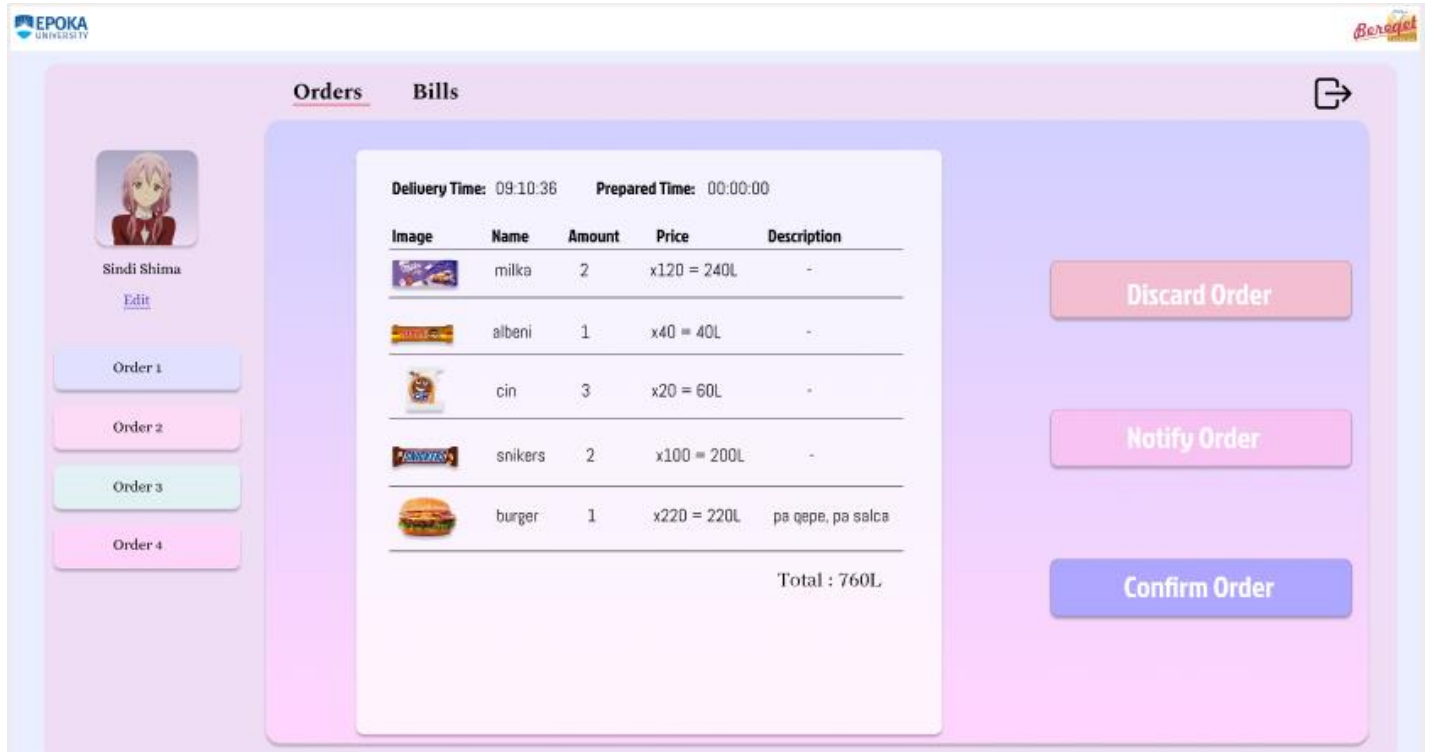 EPOKA
UNIVERSITY
Bereqet
Orders Bills
Sindi Shima
Edit
Order 1
Order 2
Order 3
Order 4
Delivery Time: 09:10:36 Prepared Time: 00:00:00
Image Name Amount Price Description
milka 2 x120 = 240L -
albeni 1 x40 = 40L -
cin 3 x20 = 60L -
SNICKERS snikers 2 x100 = 200L -
burger 1 x220 = 220L pa qepe, pa salca
Total : 760L
Discard Order
Notify Order
Confirm Order